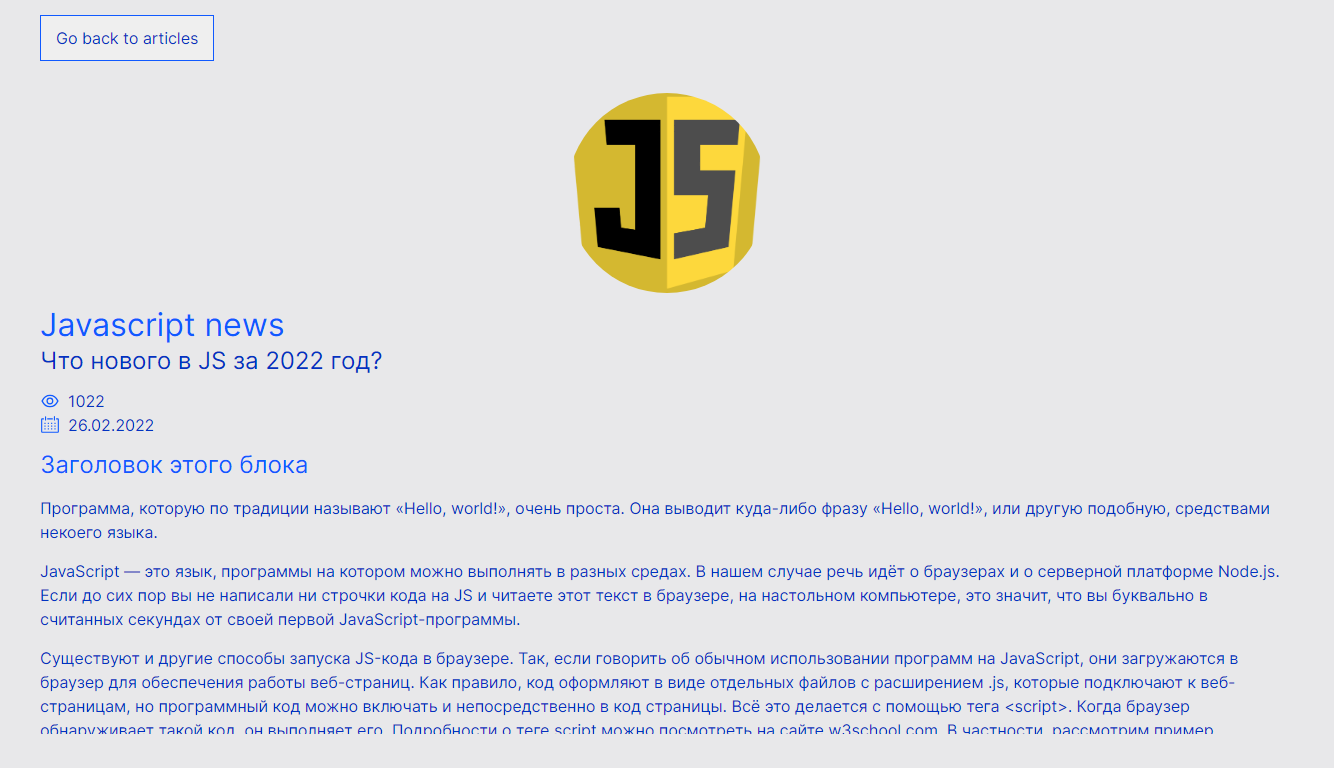 Go back to articles
JS
Javascript news
Что нового в JS за 2022 год?
1022
26.02.2022
Заголовок этого блока
Программа, которую по традиции называют «Hello, world!», очень проста. Она выводит куда-либо фразу «Hello, world!», или другую подобную, средствами
некоего языка.
JavaScript — это язык, программы на котором можно выполнять в разных средах. В нашем случае речь идёт о браузерах и о серверной платформе Node.js.
Если до сих пор вы не написали ни строчки кода на JS и читаете этот текст в браузере, на настольном компьютере, это значит, что вы буквально в
считанных секундах от своей первой JavaScript-программы.
Существуют и другие способы запуска JS-кода в браузере. Так, если говорить об обычном использовании программ на JavaScript, они загружаются в
браузер для обеспечения работы веб-страниц. Как правило, код оформляют в виде отдельных файлов с расширением .js, которые подключают к веб-
страницам, но программный код можно включать и непосредственно в код страницы. Всё это делается с помощью тега <script>. Когда браузер
обнаруживает такой код, он выполняет его. Подробности о теге script можно посмотреть на сайте w3school.com. В частности, рассмотрим пример,